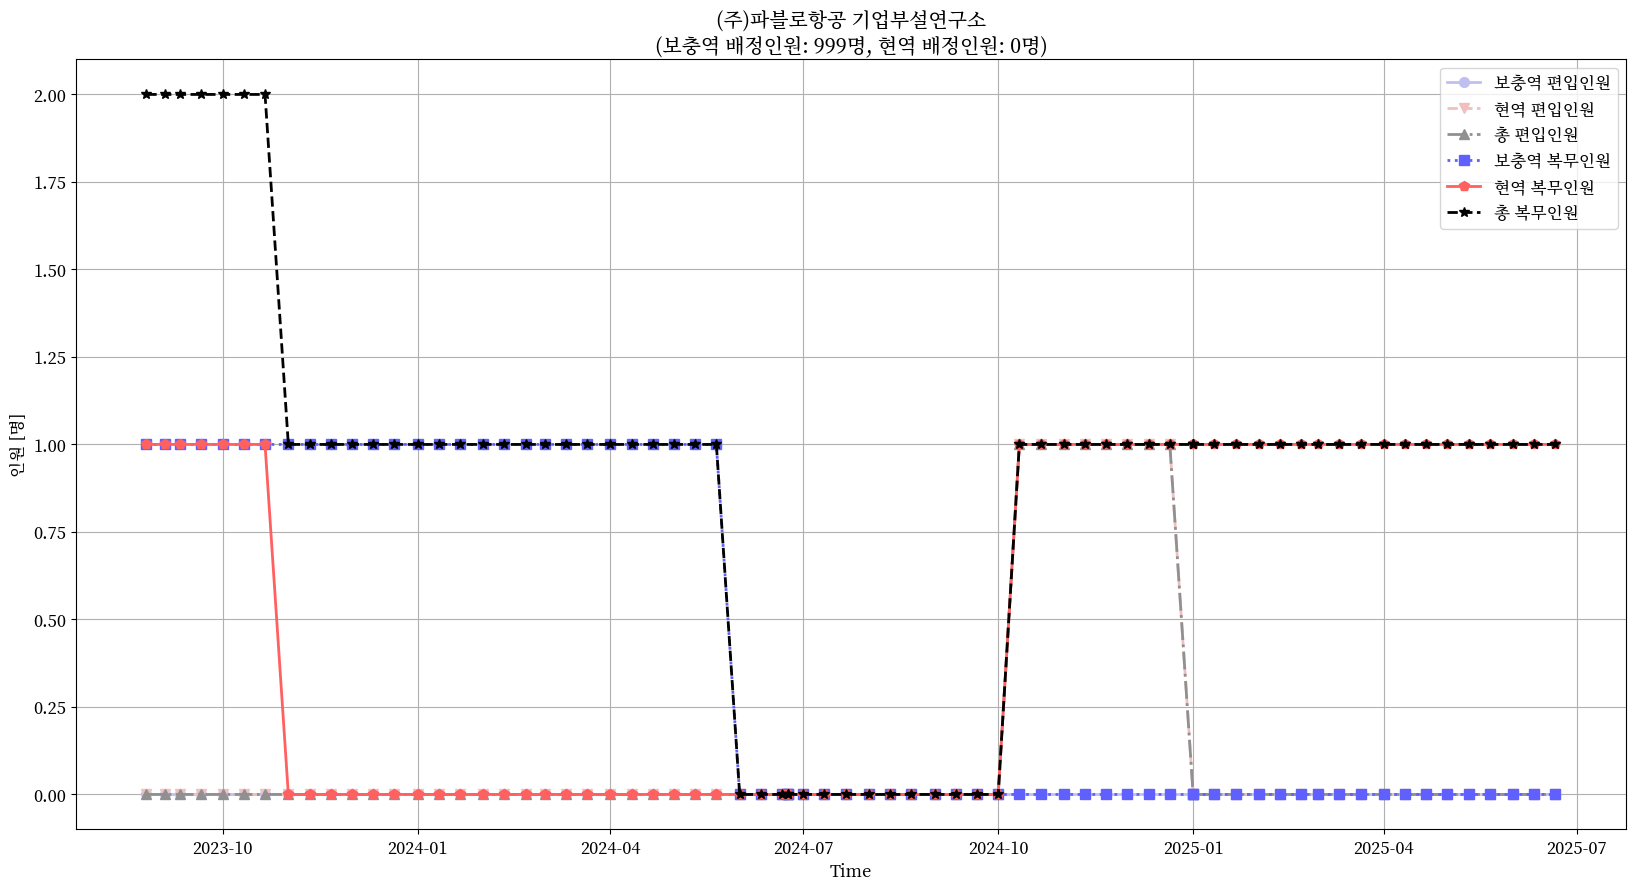 (주)파블로항공 기업부설연구소
(보충역 배정인원: 999명, 현역 배정인원: 0명)
보충역 편입인원
현역 편입인원
총 편입인원
보충역 복무인원
현역 복무인원
총 복무인원
인원 [명]
2.00
1.75
1.50
1.25
1.00
0.75
0.50
0.25
0.00
2023-10
2024-01
2024-04
2024-07
2024-10
2025-01
2025-04
2025-07
Time